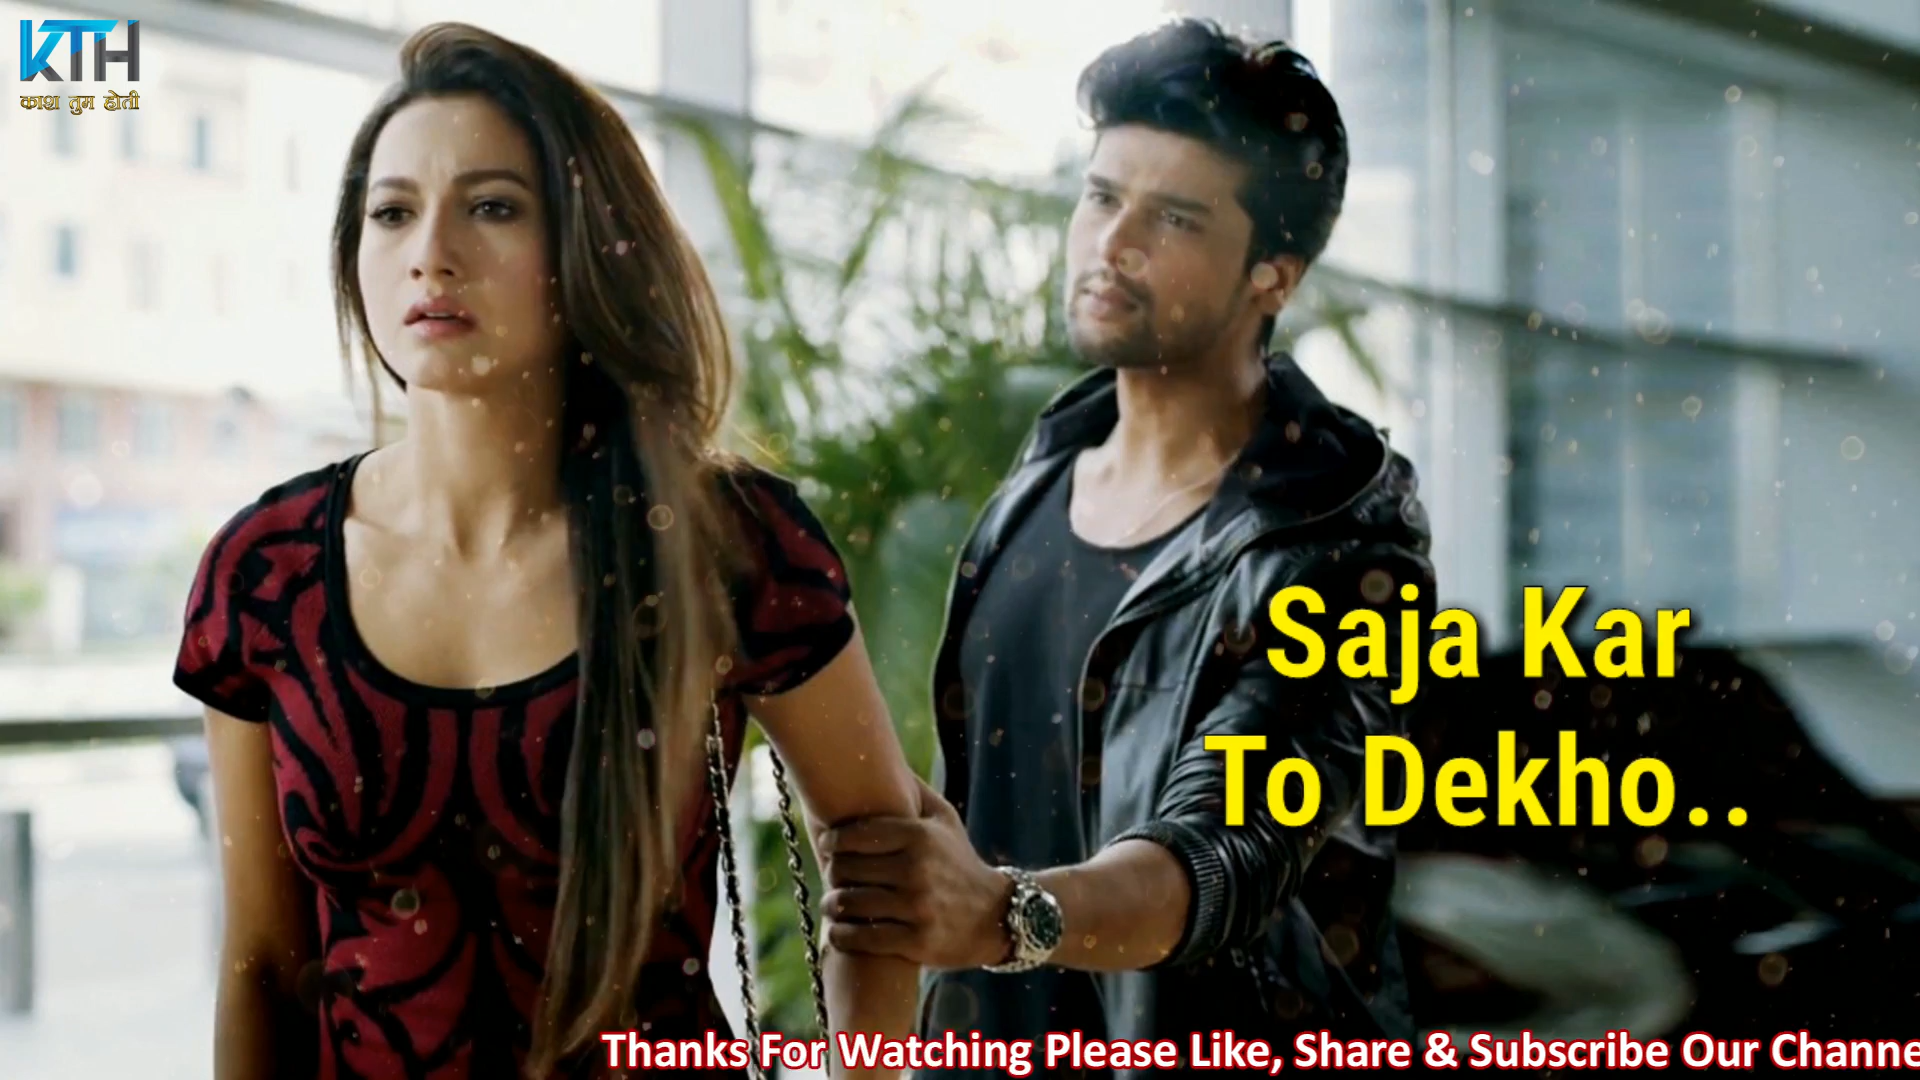 KTH
काश तुम होती
Saja Kar
To Dekho..
Thanks For Watching Please Like, Share & Subscribe Our Channe